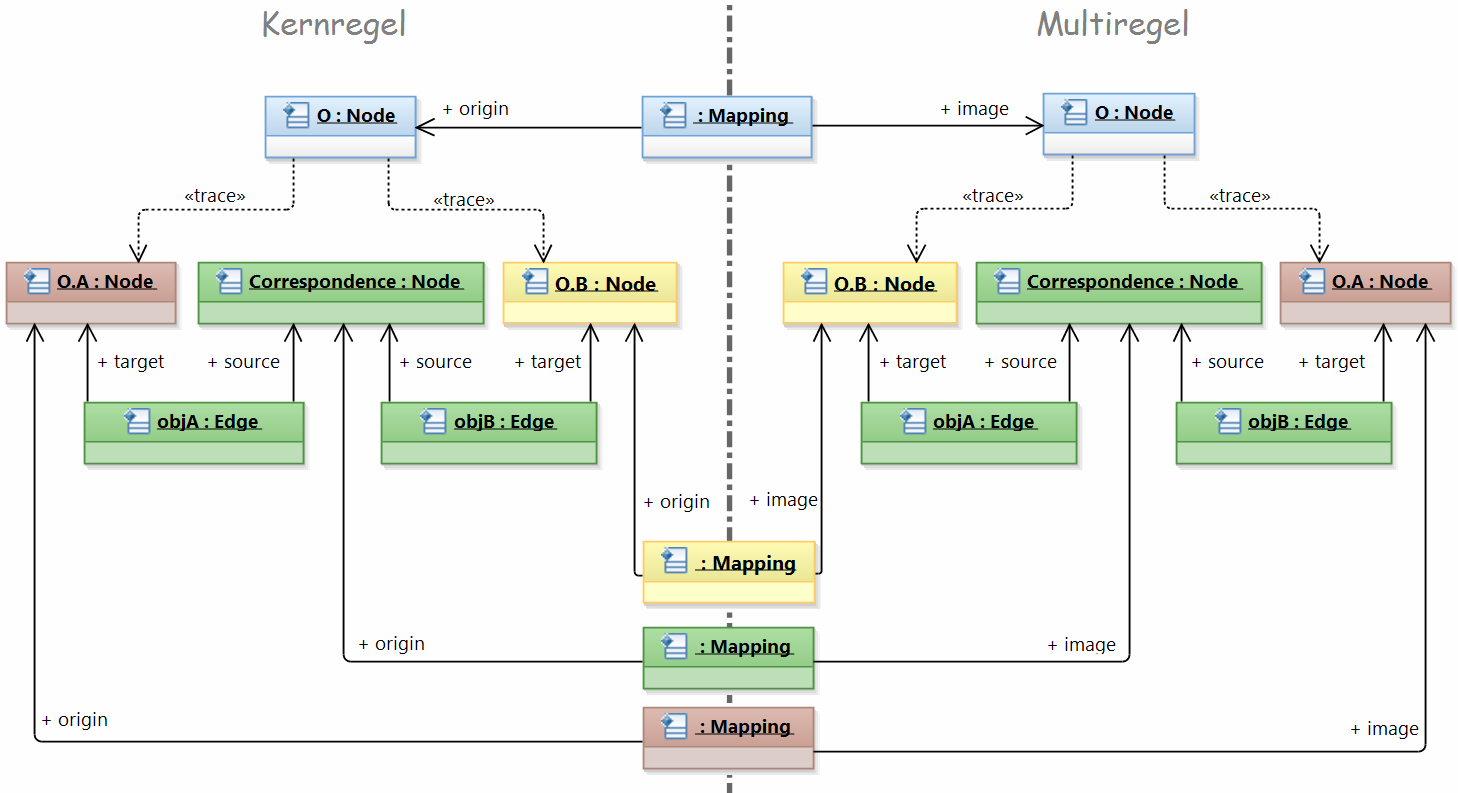 Kernregel
Multiregel
O : Node
+ origin
: Mapping
+ image
O : Node
«trace»
«trace»
«trace»
«trace»
O.A : Node
Correspondence : Node
O.B : Node
O.B : Node
Correspondence : Node
O.A : Node
+ target
+ source
+ source
+ target
+ target
+ source
+ source
+ target
objA : Edge
objB : Edge
objA : Edge
objB : Edge
+ origin
+ image
: Mapping
+ origin
: Mapping
+ image
+ origin
: Mapping
+ image